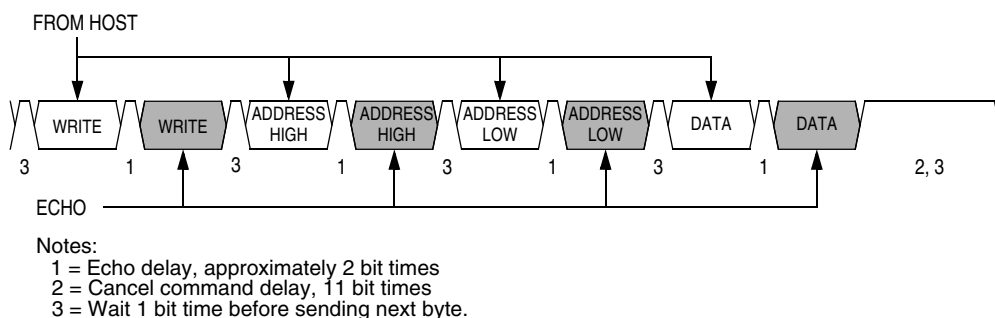 FROM HOST
WRITE WRITE ADDRESS HIGH ADDRESS HIGH ADDRESS LOW ADDRESS LOW DATA DATA
3 1 3 1 3 1 3 1 2, 3
ECHO
Notes:
1 = Echo delay, approximately 2 bit times
2 = Cancel command delay, 11 bit times
3 = Wait 1 bit time before sending next byte.